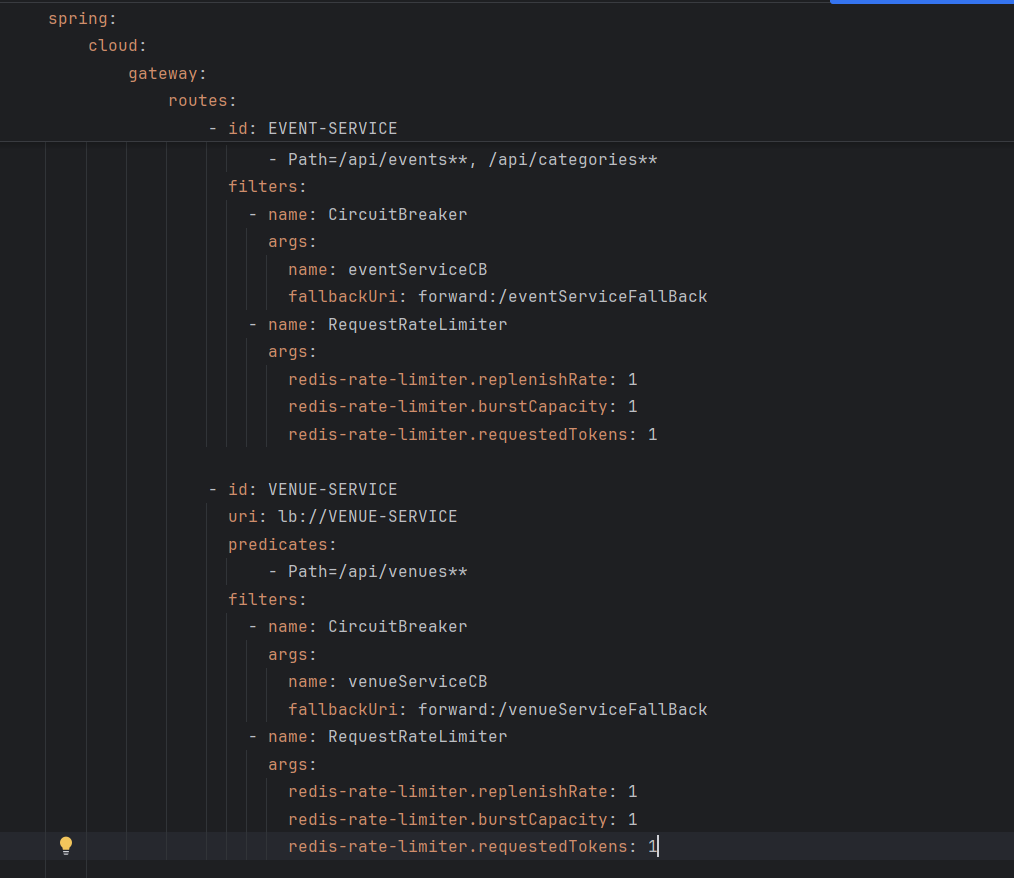 spring:
cloud:
gateway:
routes:
- id: EVENT-SERVICE
- Path=/api/events**, /api/categories**
filters:
- name: CircuitBreaker
args:
name: eventServiceCB
fallbackUri: forward:/eventServiceFallBack
- name: RequestRateLimiter
args:
redis-rate-limiter.replenishRate: 1
redis-rate-limiter.burstCapacity: 1
redis-rate-limiter.requestedTokens: 1
- id: VENUE-SERVICE
uri: lb://VENUE-SERVICE
predicates:
- Path=/api/venues**
filters:
- name: CircuitBreaker
args:
name: venueServiceCB
fallbackUri: forward:/venueServiceFallBack
- name: RequestRateLimiter
args:
redis-rate-limiter.replenishRate: 1
redis-rate-limiter.burstCapacity: 1
redis-rate-limiter.requestedTokens: 1